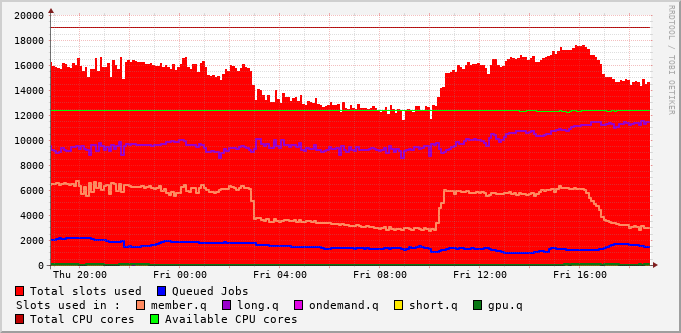 20000
18000
16000
14000
12000
10000
8000
6000
4000
2000
0
Thu 20:00 Fri 00:00 Fri 04:00 Fri 08:00 Fri 12:00 Fri 16:00
Total slots used Queued Jobs
Slots used in : member.q long.q ondemand.q short.q gpu.q
Total CPU cores Available CPU cores
RRDTOOL / TOBI OETIKER